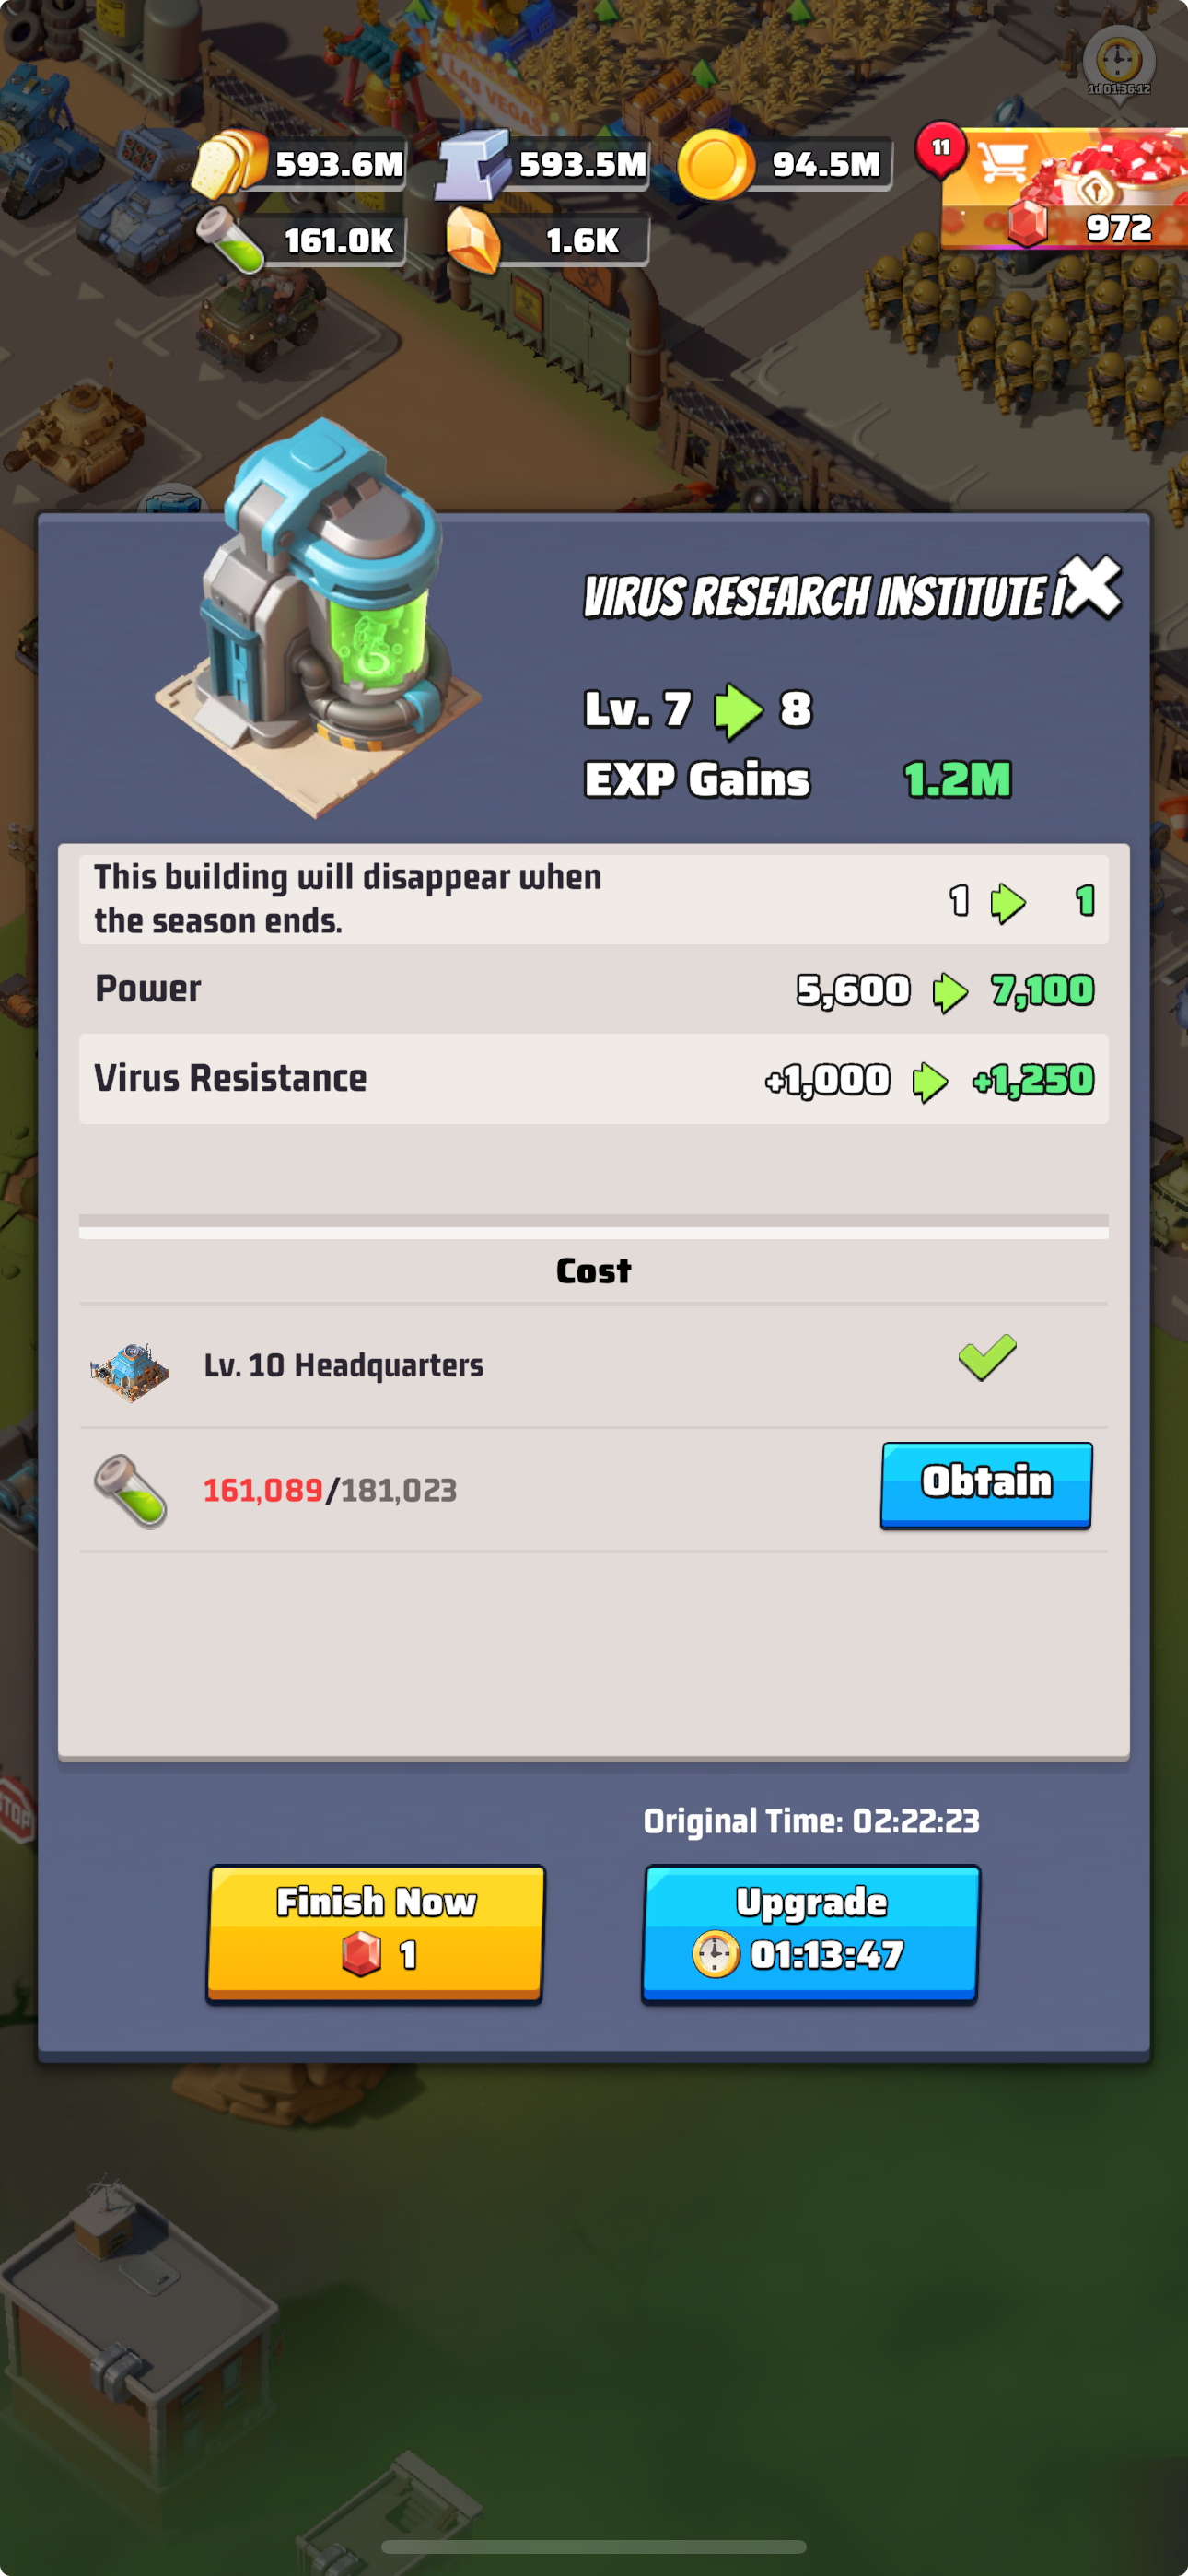 1d 01:36:12
593.6M
593.5M
94.5M
11
161.0K
1.6K
972
LAS VEGAS
VIRUS RESEARCH INSTITUTE
Lv. 7 8
EXP Gains 1.2M
This building will disappear when
the season ends.
1 1
Power 5,600 7,100
Virus Resistance +1,000 +1,250
Cost
Lv. 10 Headquarters
161,089/181,023
Obtain
Original Time: 02:22:23
Finish Now
1
Upgrade
01:13:47